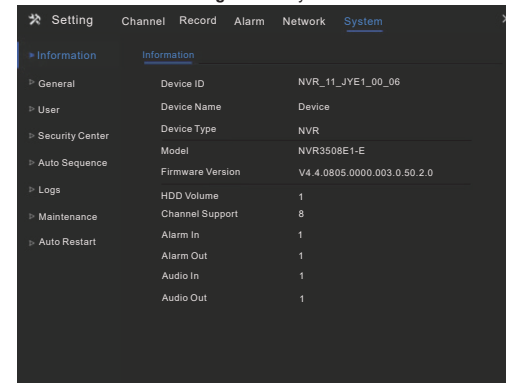 Setting Channel Record Alarm Network System
Information Information
General Device ID NVR_11_JYE1_00_06
User Device Name Device
Security Center Device Type NVR
Auto Sequence Model NVR3508E1-E
Firmware Version V4.4.0805.0000.003.0.50.2.0
Logs HDD Volume 1
Maintenance Channel Support 8
Auto Restart Alarm In 1
Alarm Out 1
Audio In 1
Audio Out 1